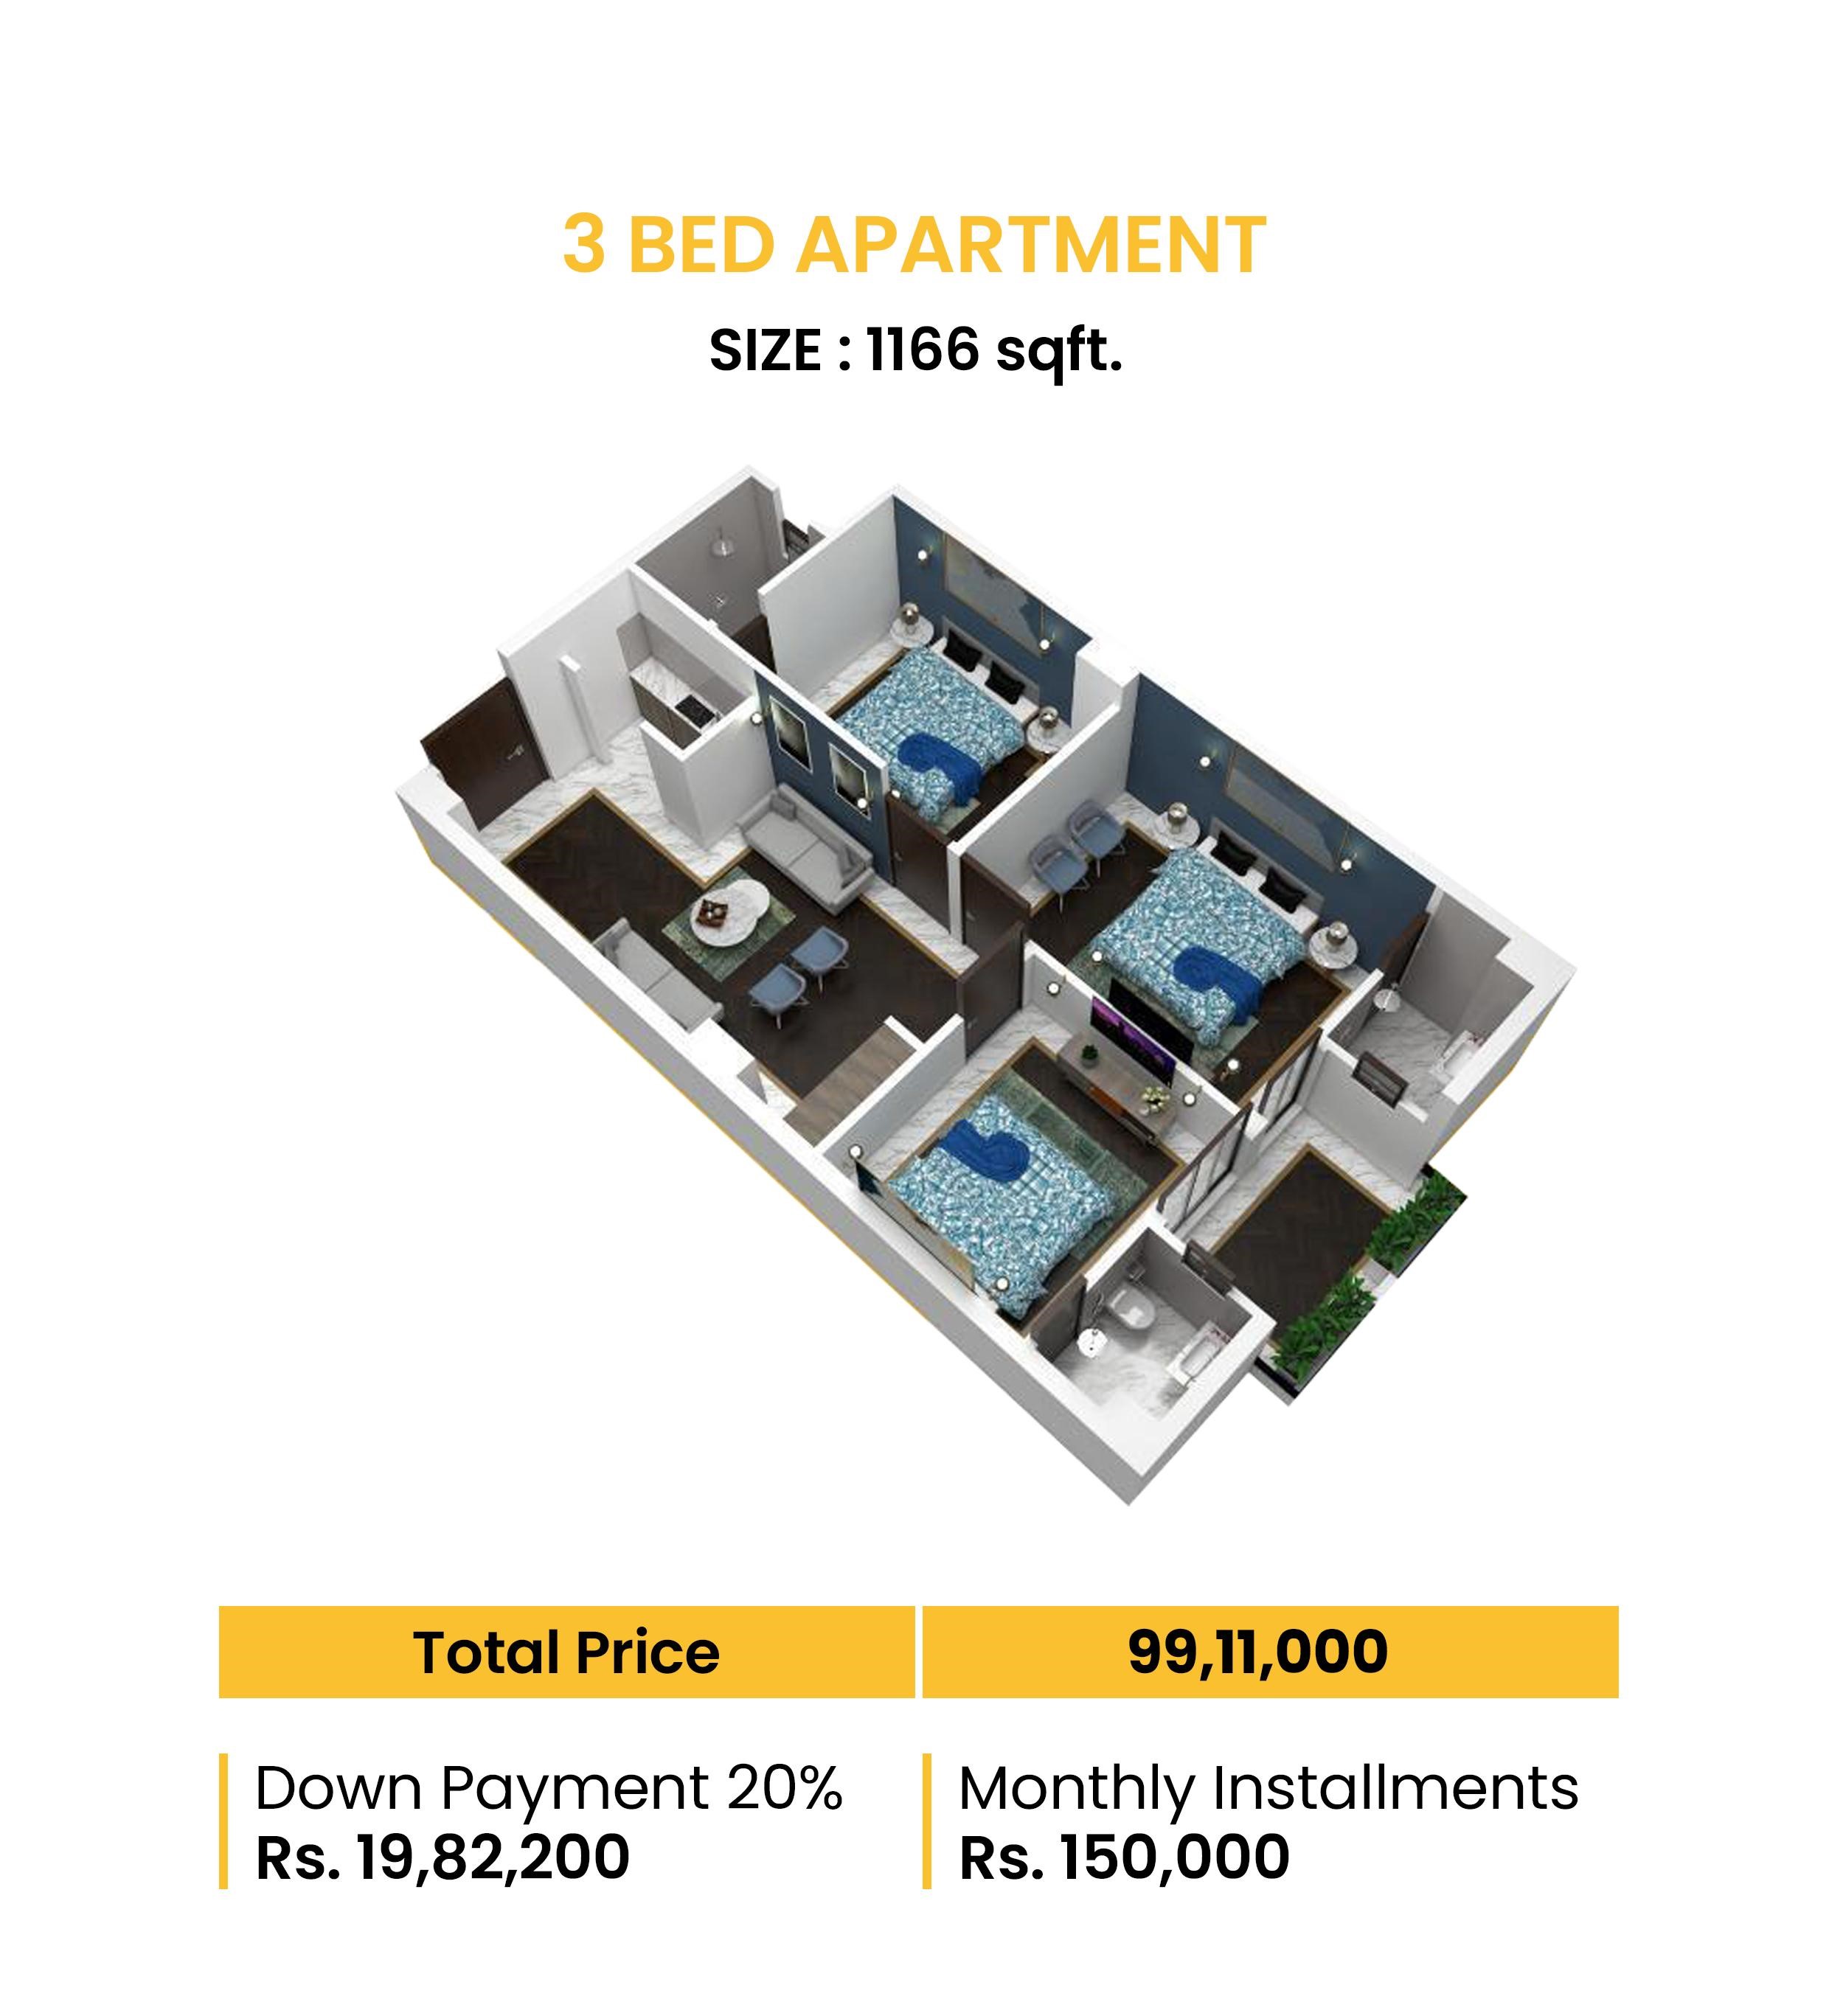 3 BED APARTMENT
SIZE : 1166 sqft.
Total Price
99,11,000
Down Payment 20%
Rs. 19,82,200
Monthly Installments
Rs. 150,000